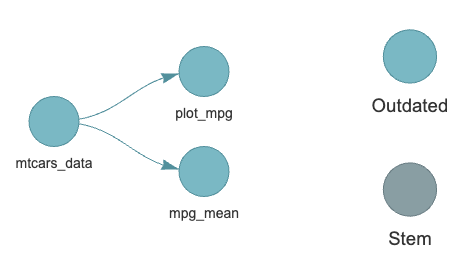 plot_mpg
mtcars_data
mpg_mean
Outdated
Stem